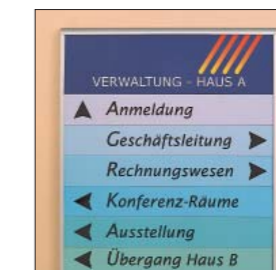 VERWALTUNG - HAUS A
Anmeldung
Geschäftsleitung
Rechnungswesen
Konferenz-Räume
Ausstellung
Übergang Haus B